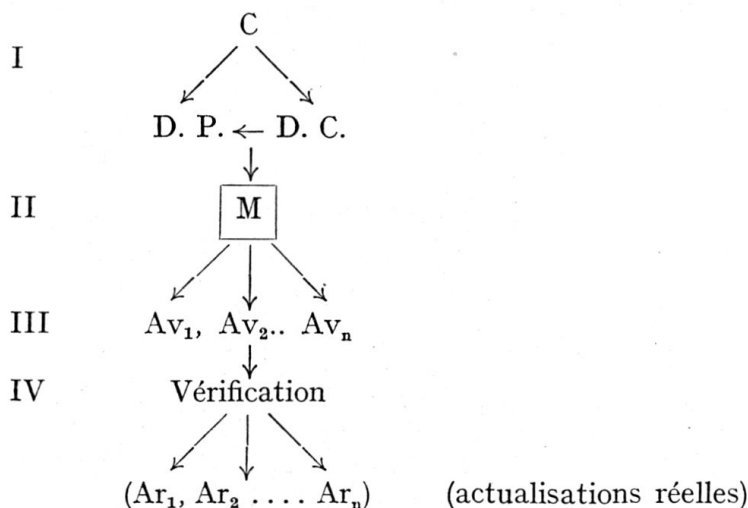 C
I
D. P. ← D. C.
II M
III Av₁, Av₂.. Avₙ
IV Vérification
(Ar₁, Ar₂ .... Arₙ) (actualisations réelles)